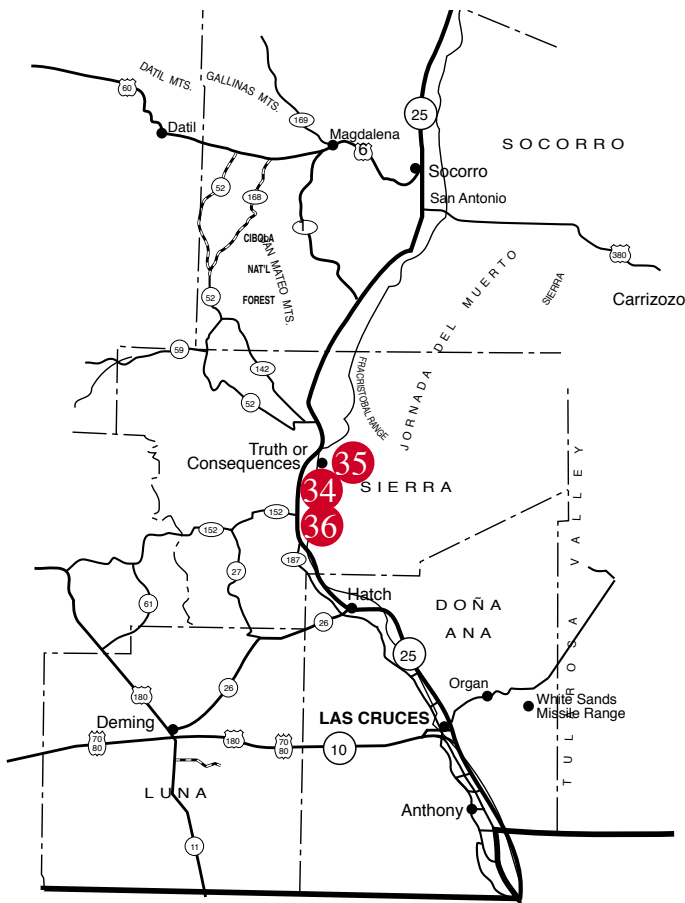 DATIL MTS.
GALLINAS MTS.
60
169
25
Datil
Magdalena
6
SOCORRO
Socorro
San Antonio
52
168
1
CIBOLA
NAT'L
FOREST
SAN MATEO MTS.
380
SIERRA
Carrizozo
JORNADA DEL MUERTO
52
59
142
FRACRISTOBAL RANGE
52
Truth or
Consequences
35
34
SIERRA
36
152
152
187
27
61
Hatch
26
DOÑA
ANA
TULAROSA VALLEY
25
26
180
Organ
White Sands
Missile Range
Deming
LAS CRUCES
70
80
180
70
80
10
LUNA
Anthony
11